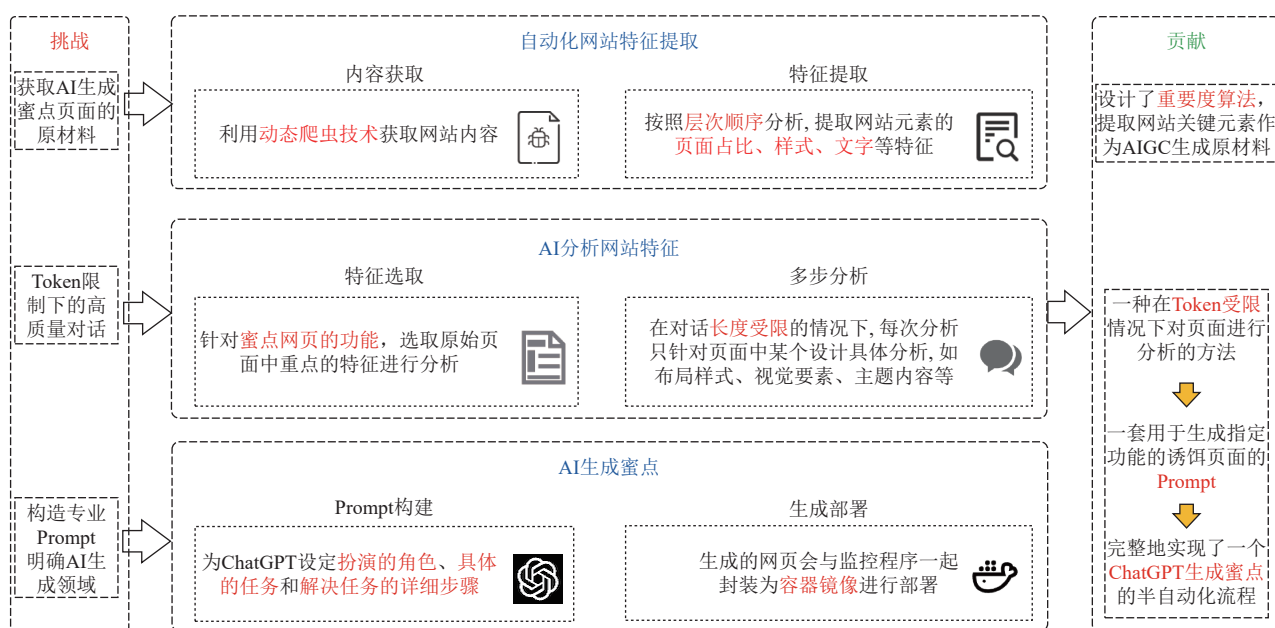 挑战
获取AI生成
蜜点页面的
原材料
Token限
制下的高
质量对话
构造专业
Prompt
明确AI生
成领域
自动化网站特征提取
内容获取
利用动态爬虫技术获取网站内容
特征提取
按照层次顺序分析, 提取网站元素的
页面占比、样式、文字等特征
AI分析网站特征
特征选取
针对蜜点网页的功能，选取原始页
面中重点的特征进行分析
多步分析
在对话长度受限的情况下, 每次分析
只针对页面中某个设计具体分析, 如
布局样式、视觉要素、主题内容等
AI生成蜜点
Prompt构建
为ChatGPT设定扮演的角色、具体
的任务和解决任务的详细步骤
生成部署
生成的网页会与监控程序一起
封装为容器镜像进行部署
贡献
设计了重要度算法，
提取网站关键元素作
为AIGC生成原材料
一种在Token受限
情况下对页面进行
分析的方法
一套用于生成指定
功能的诱饵页面的
Prompt
完整地实现了一个
ChatGPT生成蜜点
的半自动化流程